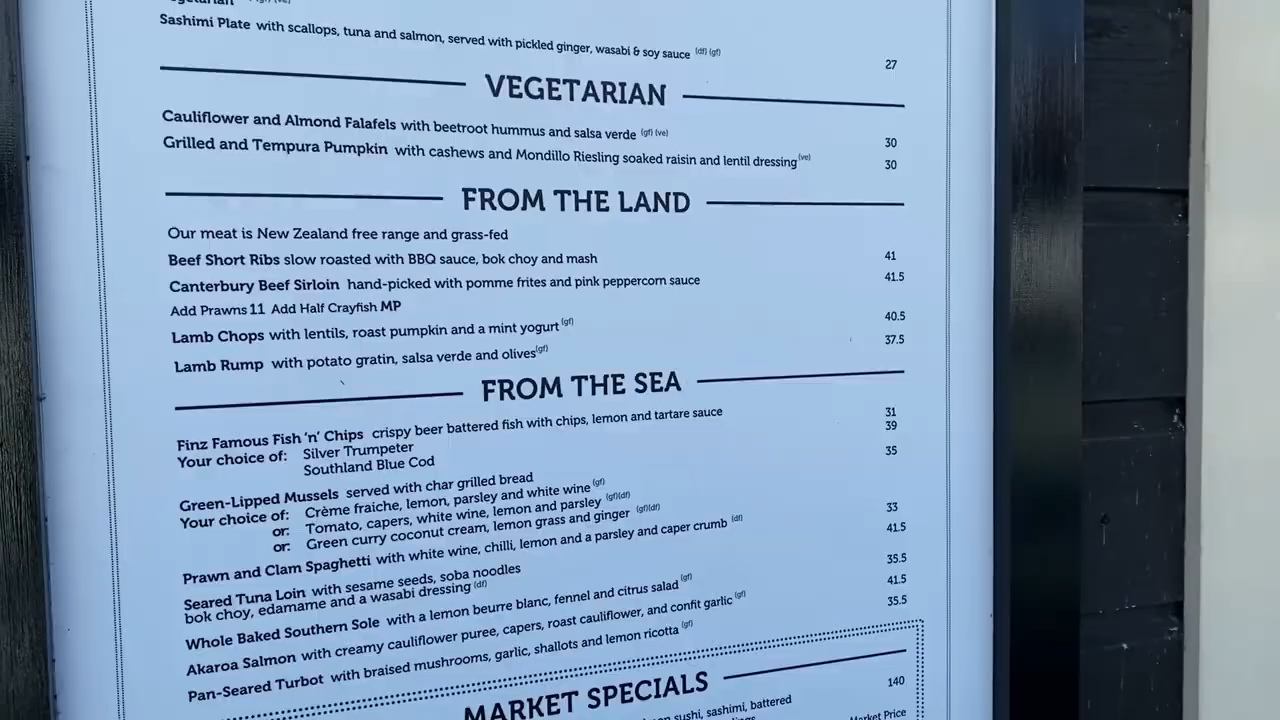 Sashimi Plate with scallops, tuna and salmon, served with pickled ginger, wasabi & soy sauce (df) (gf) 27
VEGETARIAN
Cauliflower and Almond Falafels with beetroot hummus and salsa verde (gf) (ve) 30
Grilled and Tempura Pumpkin with cashews and Mondillo Riesling soaked raisin and lentil dressing (ve) 30
FROM THE LAND
Our meat is New Zealand free range and grass-fed
Beef Short Ribs slow roasted with BBQ sauce, bok choy and mash 41
Canterbury Beef Sirloin hand-picked with pomme frites and pink peppercorn sauce 41.5
Add Prawns 11 Add Half Crayfish MP
Lamb Chops with lentils, roast pumpkin and a mint yogurt (gf) 40.5
Lamb Rump with potato gratin, salsa verde and olives (gf) 37.5
FROM THE SEA
Finz Famous Fish 'n' Chips crispy beer battered fish with chips, lemon and tartare sauce
Your choice of: Silver Trumpeter 31
Southland Blue Cod 39
Green-Lipped Mussels served with char grilled bread 35
Your choice of: Crème fraiche, lemon, parsley and white wine (gf)
or: Tomato, capers, white wine, lemon and parsley (gf)(df)
or: Green curry coconut cream, lemon grass and ginger (gf)(df)
Prawn and Clam Spaghetti with white wine, chilli, lemon and a parsley and caper crumb (df) 33
Seared Tuna Loin with sesame seeds, soba noodles 41.5
bok choy, edamame and a wasabi dressing (df)
Whole Baked Southern Sole with a lemon beurre blanc, fennel and citrus salad (gf) 35.5
Akaroa Salmon with creamy cauliflower puree, capers, roast cauliflower, and confit garlic (gf) 41.5
Pan-Seared Turbot with braised mushrooms, garlic, shallots and lemon ricotta (gf) 35.5
MARKET SPECIALS
sushi, sashimi, battered 140
Market Price